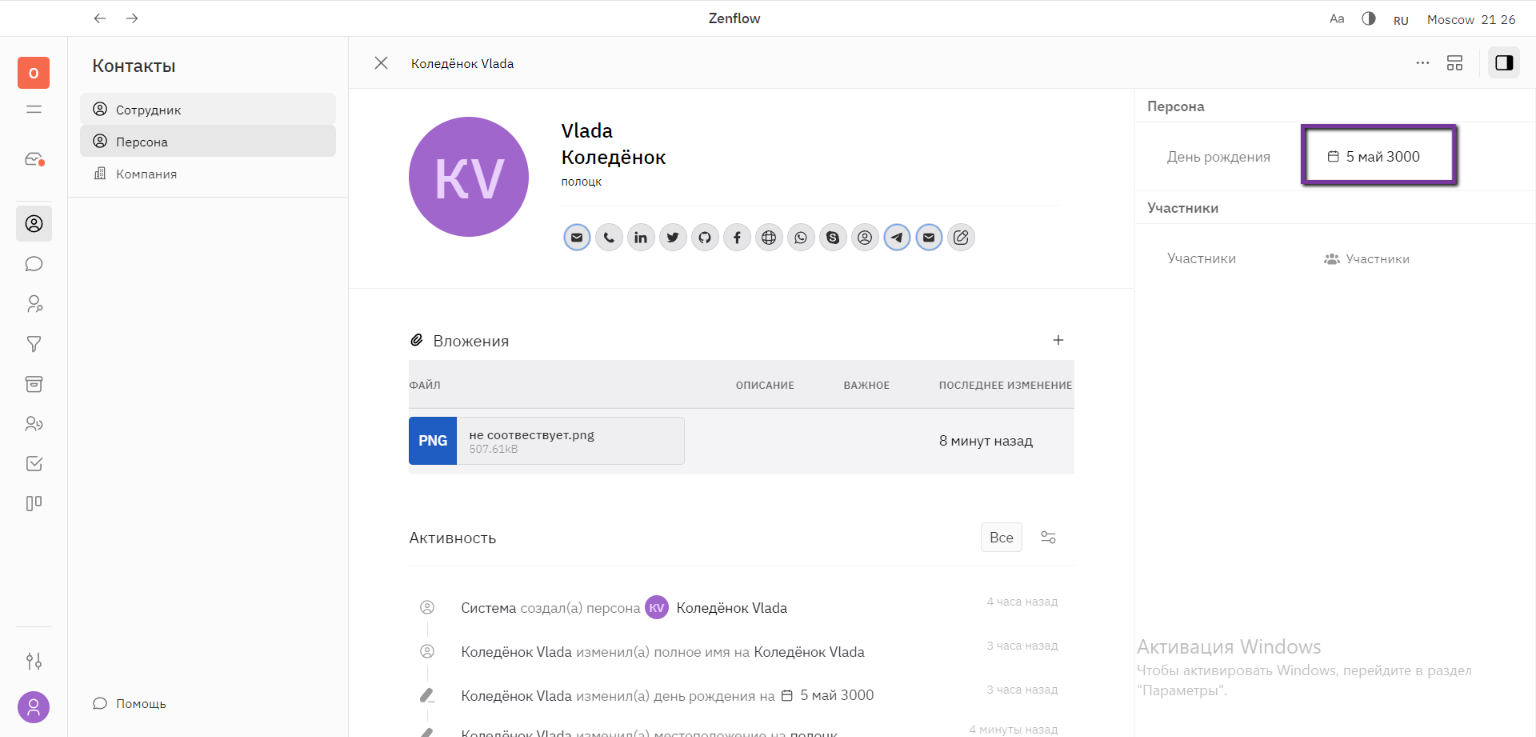 Zenflow
Aa RU Moscow 21 26
O
Контакты
Сотрудник
Персона
Компания
Помощь
Коледёнок Vlada
KV
Vlada
Коледёнок
полоцк
Вложения
ФАЙЛ ОПИСАНИЕ ВАЖНОЕ ПОСЛЕДНЕЕ ИЗМЕНЕНИЕ
PNG не соотвествует.png 8 минут назад
507.61kB
Активность Все
Система создал(а) персона KV Коледёнок Vlada 4 часа назад
Коледёнок Vlada изменил(а) полное имя на Коледёнок Vlada 3 часа назад
Коледёнок Vlada изменил(а) день рождения на 5 май 3000 3 часа назад
Коледёнок Vlada изменил(а) местоположение на полоцк 4 минуты назад
Персона
День рождения 5 май 3000
Участники
Участники Участники
Активация Windows
Чтобы активировать Windows, перейдите в раздел
"Параметры".